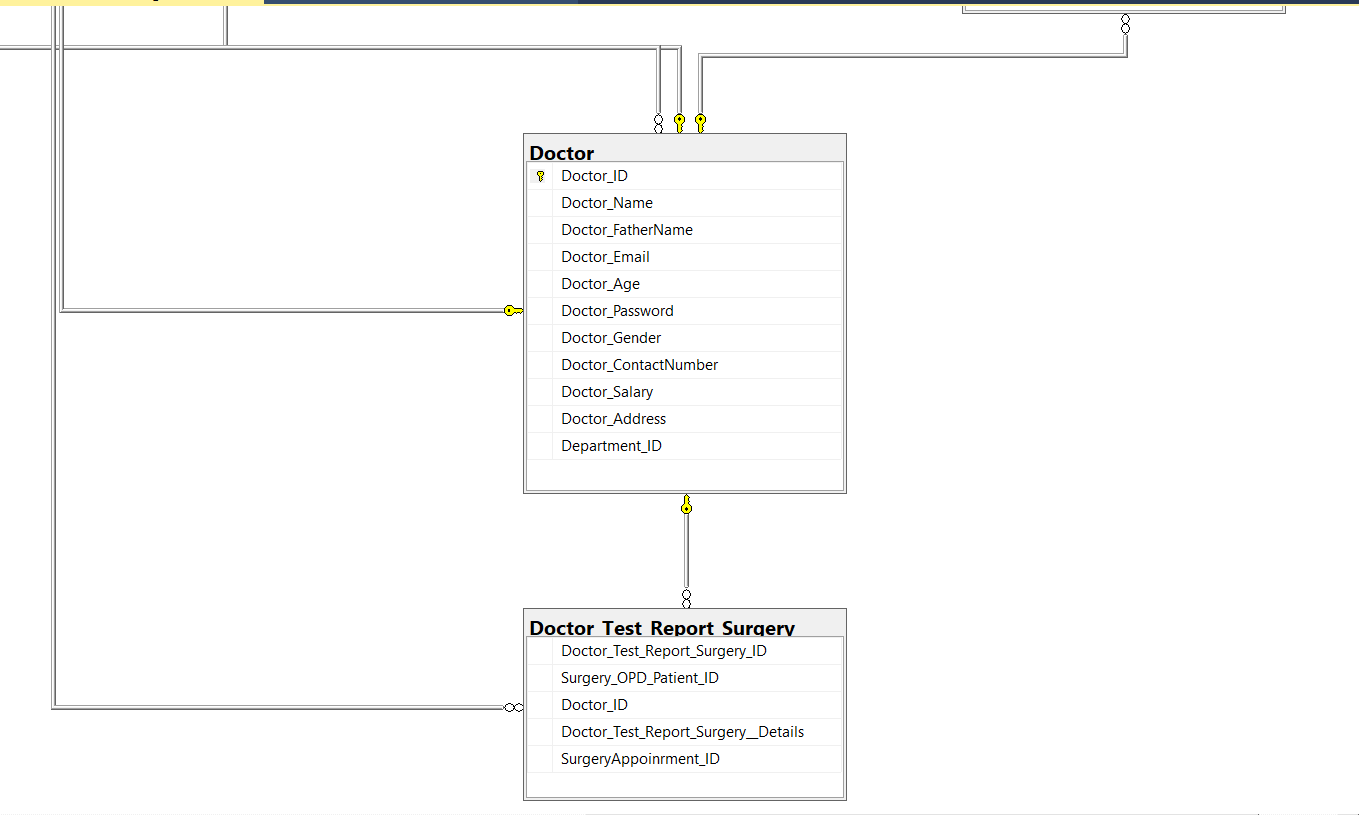 Doctor
Doctor_ID
Doctor_Name
Doctor_FatherName
Doctor_Email
Doctor_Age
Doctor_Password
Doctor_Gender
Doctor_ContactNumber
Doctor_Salary
Doctor_Address
Department_ID
Doctor_Test_Report_Surgery
Doctor_Test_Report_Surgery_ID
Surgery_OPD_Patient_ID
Doctor_ID
Doctor_Test_Report_Surgery__Details
SurgeryAppoinrment_ID